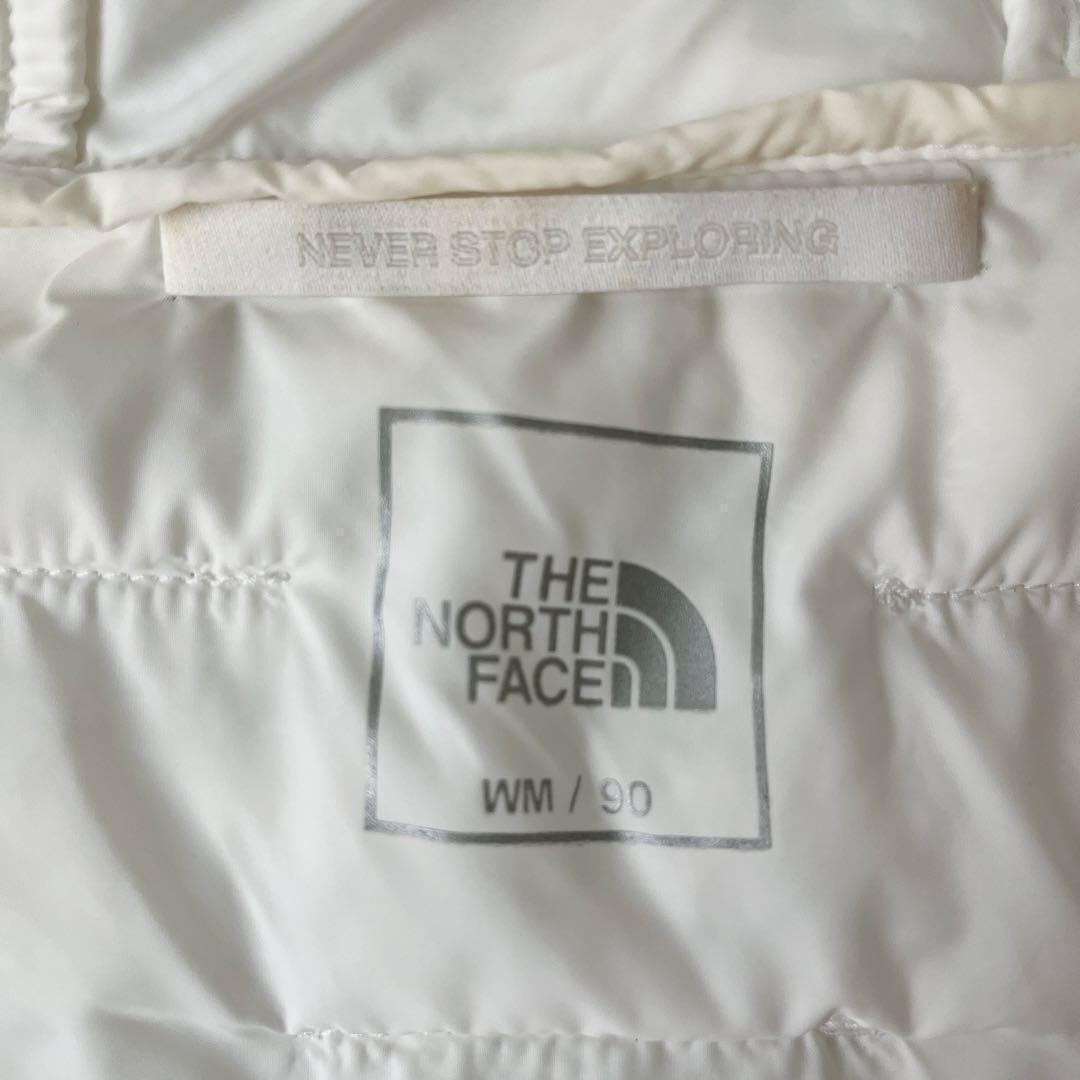 NEVER STOP EXPLORING
THE
NORTH
FACE
WM / 90